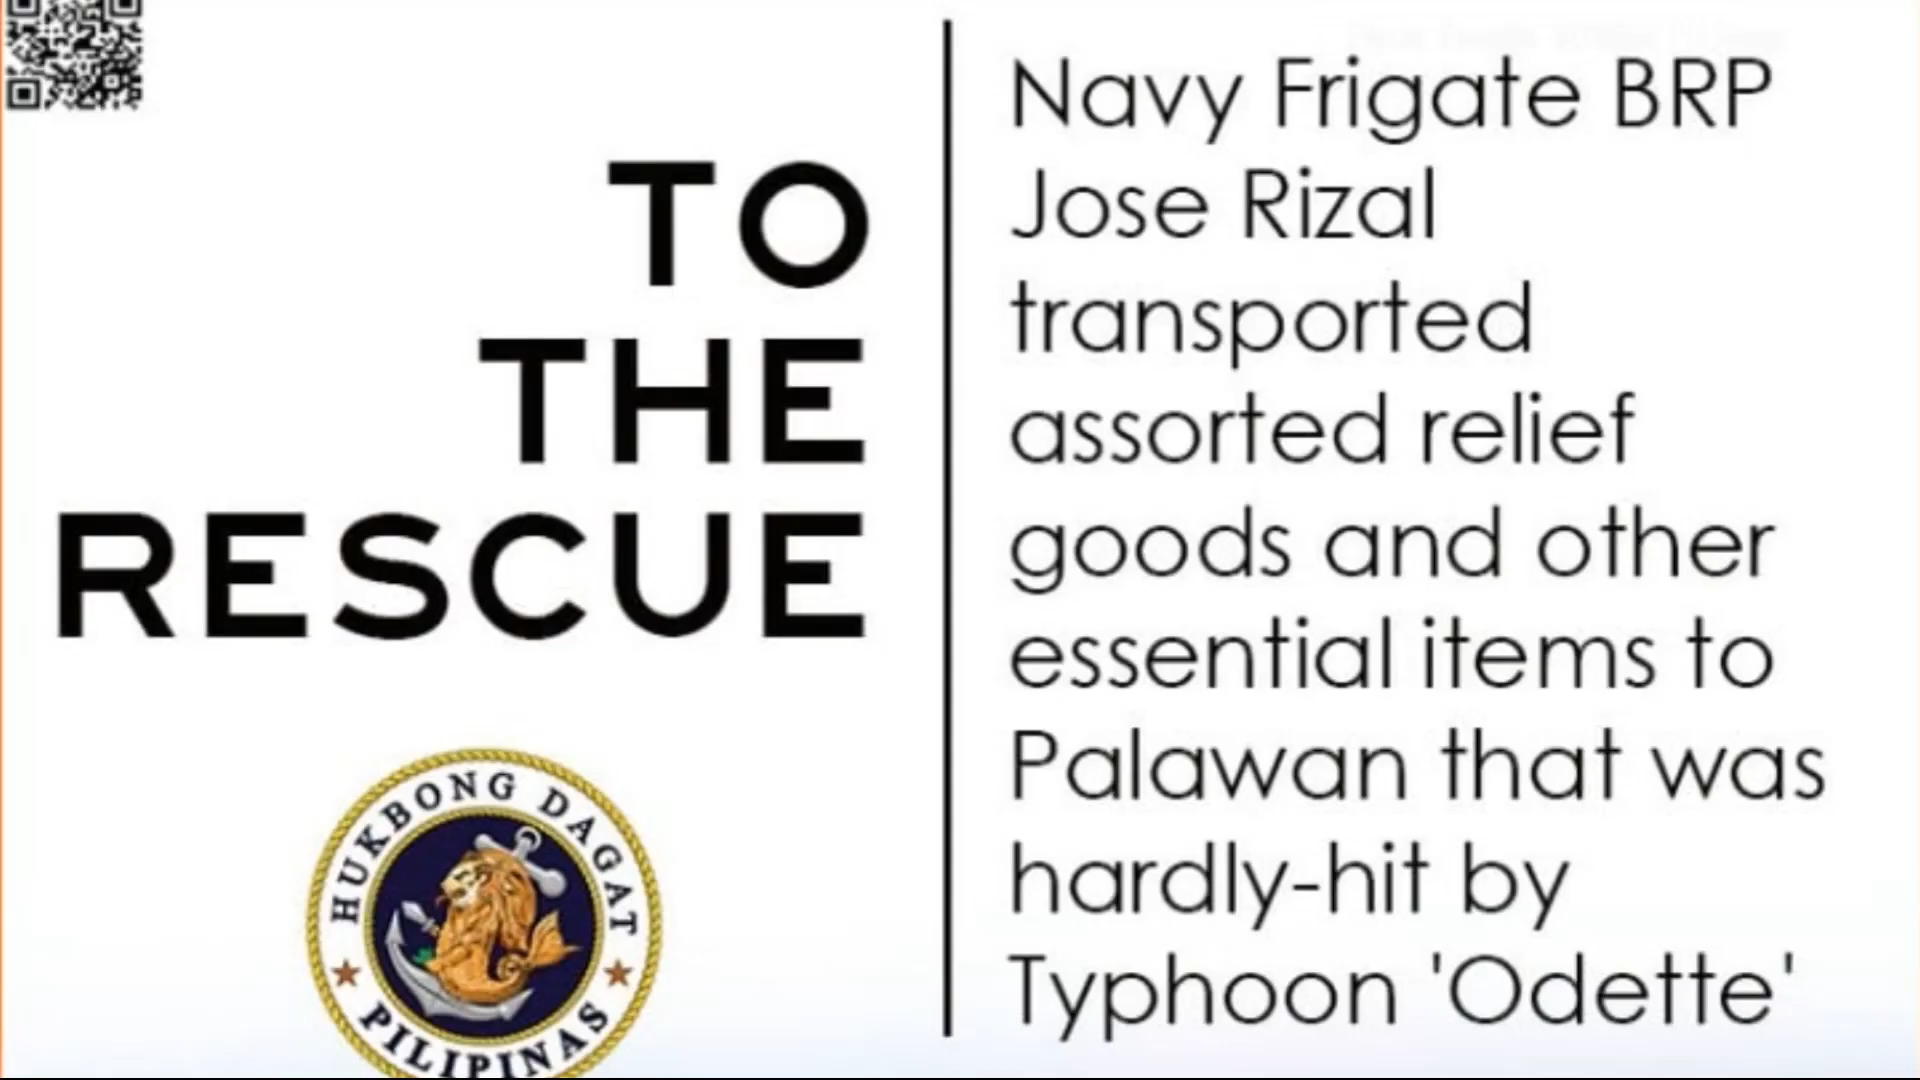 TO
THE
RESCUE
HUKBONG DAGAT
PILIPINAS
Navy Frigate BRP
Jose Rizal
transported
assorted relief
goods and other
essential items to
Palawan that was
hardly-hit by
Typhoon 'Odette'